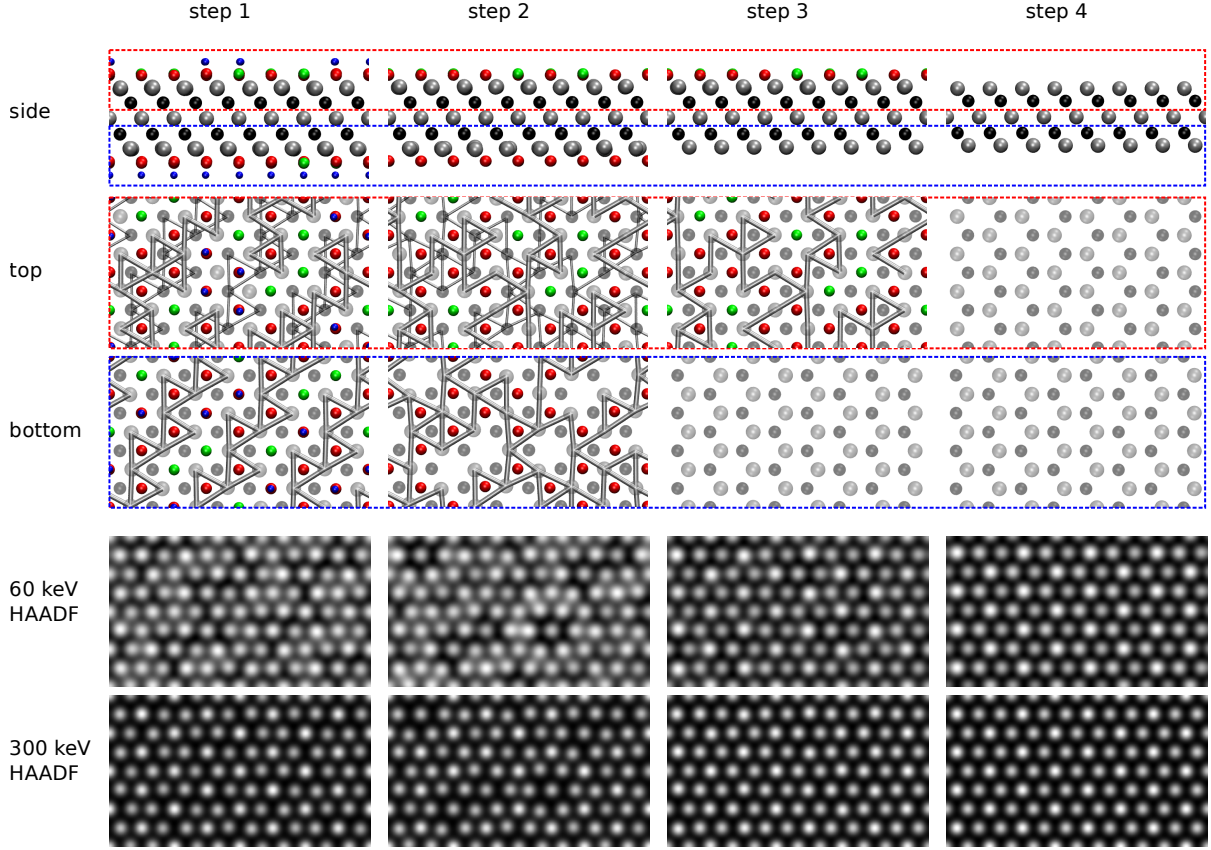 step 1 step 2 step 3 step 4
side
top
bottom
60 keV
HAADF
300 keV
HAADF